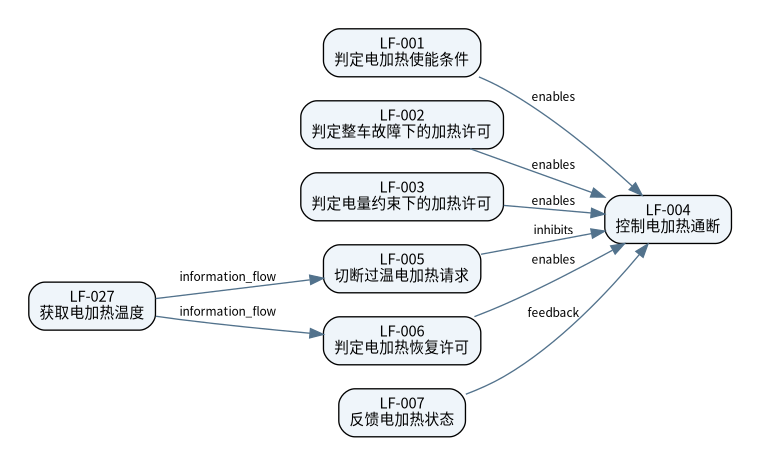 LF-001
判定电加热使能条件
enables
LF-002
判定整车故障下的加热许可
enables
LF-003
判定电量约束下的加热许可
enables
LF-004
控制电加热通断
inhibits
LF-005
切断过温电加热请求
enables
information_flow
LF-027
获取电加热温度
information_flow
feedback
LF-006
判定电加热恢复许可
LF-007
反馈电加热状态